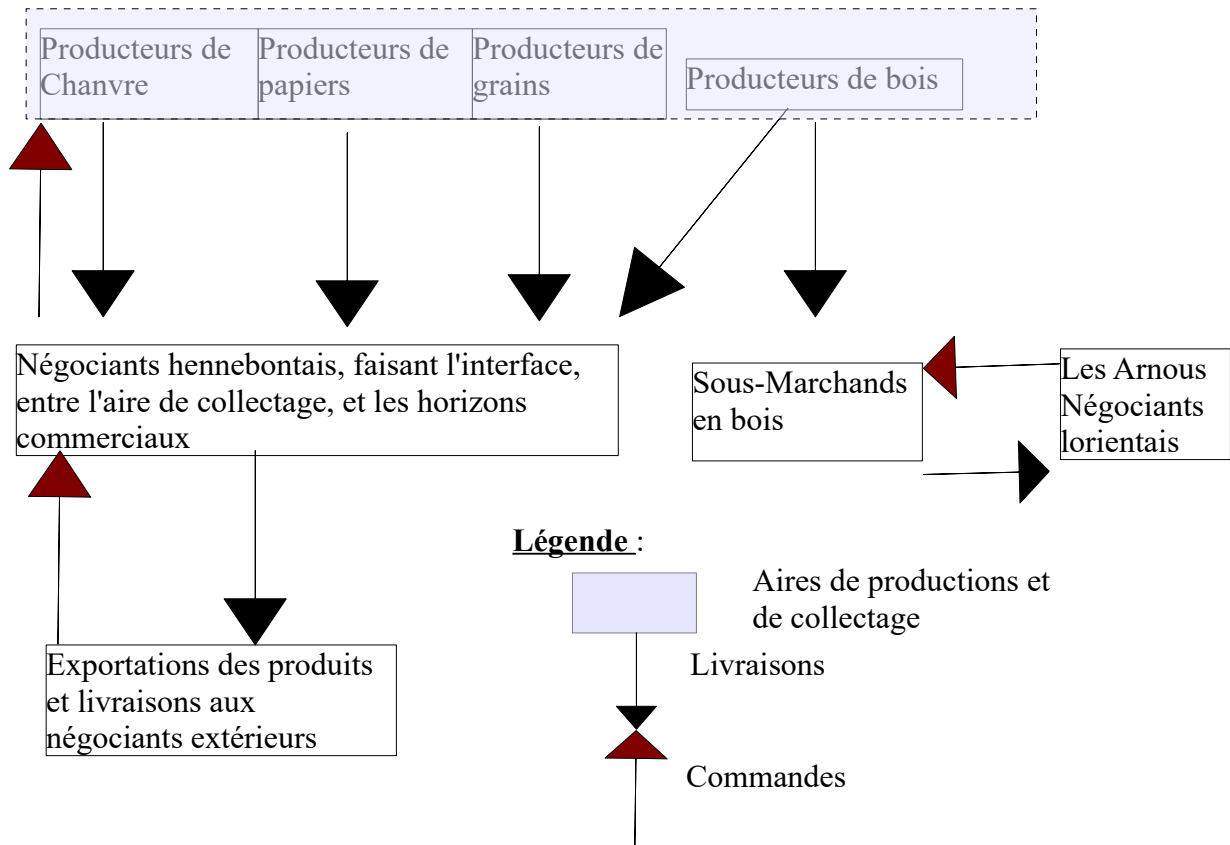 Producteurs de
Chanvre
Producteurs de
papiers
Producteurs de
grains
Producteurs de bois
Négociants hennebontais, faisant l'interface,
entre l'aire de collectage, et les horizons
commerciaux
Sous-Marchands
en bois
Les Arnous
Négociants
lorientais
Légende :
Aires de productions et
de collectage
Livraisons
Exportations des produits
et livraisons aux
négociants extérieurs
Commandes